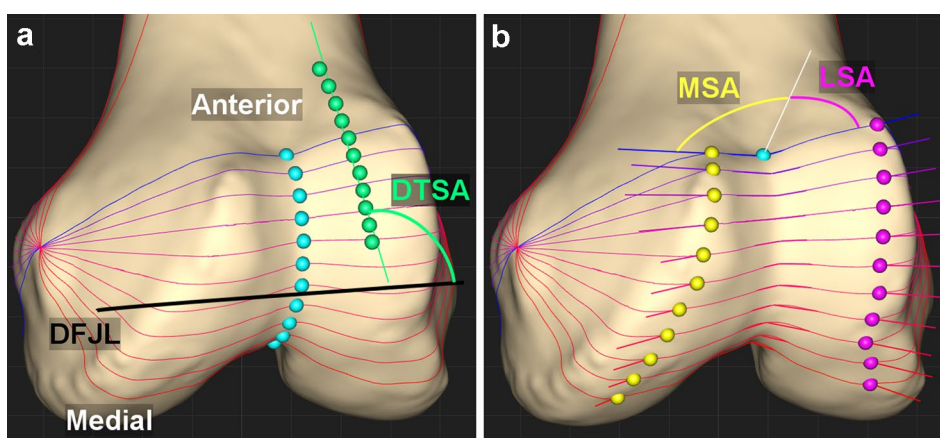 a
Anterior
DTSA
DFJL
Medial
b
MSA
LSA